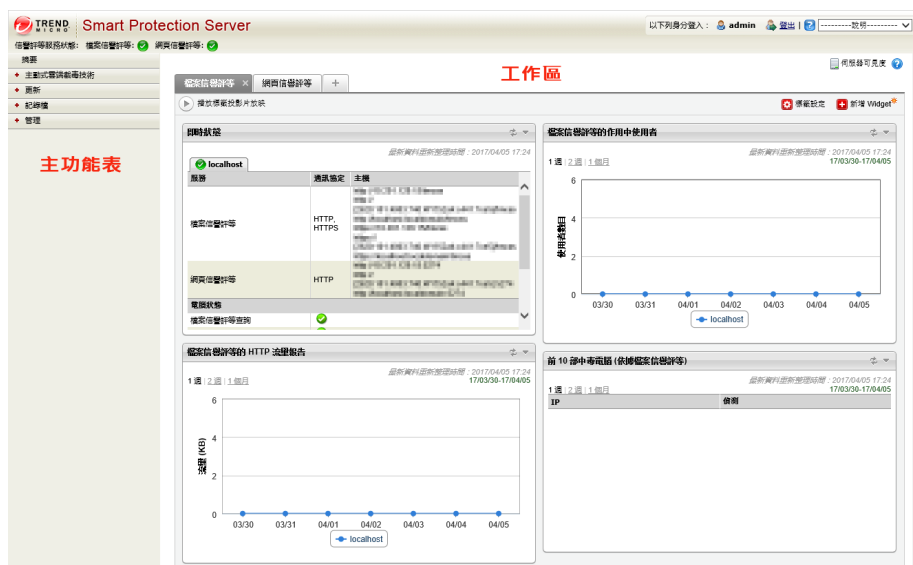 TREND MICRO Smart Protection Server
以下列身分登入： admin 登出 | ---------說明---------
信譽評等服務狀態： 檔案信譽評等： 網頁信譽評等：
摘要
主動式雲端截毒技術
更新
記錄檔
管理
主功能表
工作區
伺服器可見度
檔案信譽評等 × 網頁信譽評等 +
播放標籤投影片放映
標籤設定 新增 Widget
即時狀態
最新資料更新整理時間：2017/04/05 17:24
localhost
服務 通訊協定 主機
檔案信譽評等 HTTP, HTTPS
網頁信譽評等 HTTP
電腦狀態
檔案信譽評等查詢
檔案信譽評等的作用中使用者
最新資料更新整理時間：2017/04/05 17:24
1 週 | 2 週 | 1 個月 17/03/30-17/04/05
6
4
2
0
使用者數目
03/30 03/31 04/01 04/02 04/03 04/04 04/05
localhost
檔案信譽評等的 HTTP 流量報告
最新資料更新整理時間：2017/04/05 17:24
1 週 | 2 週 | 1 個月 17/03/30-17/04/05
6
4
2
0
流量 (KB)
03/30 03/31 04/01 04/02 04/03 04/04 04/05
localhost
前 10 部中毒電腦 (依據檔案信譽評等)
最新資料更新整理時間：2017/04/05 17:24
1 週 | 2 週 | 1 個月 17/03/30-17/04/05
IP 偵測